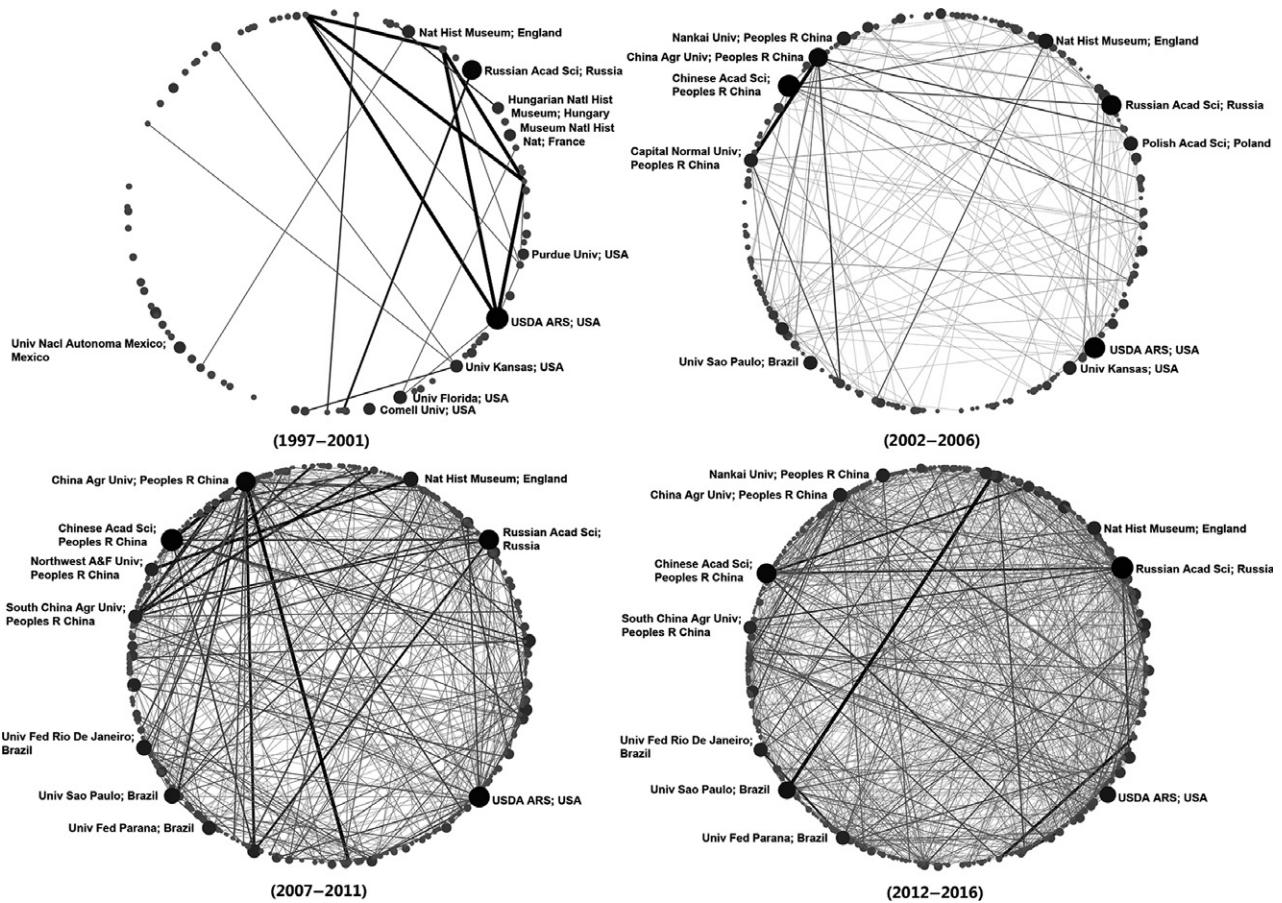 Nat Hist Museum; England
Russian Acad Sci; Russia
Hungarian Natl Hist
Museum; Hungary
Museum Natl Hist
Nat; France
Purdue Univ; USA
USDA ARS; USA
Univ Kansas; USA
Univ Florida; USA
Comell Univ; USA
Univ Nacl Autonoma Mexico;
Mexico
(1997–2001)
Nankai Univ; Peoples R China
China Agr Univ; Peoples R China
Chinese Acad Sci;
Peoples R China
Capital Normal Univ;
Peoples R China
Univ Sao Paulo; Brazil
Nat Hist Museum; England
Russian Acad Sci; Russia
Polish Acad Sci; Poland
USDA ARS; USA
Univ Kansas; USA
(2002–2006)
China Agr Univ; Peoples R China
Chinese Acad Sci;
Peoples R China
Northwest A&F Univ;
Peoples R China
South China Agr Univ;
Peoples R China
Univ Fed Rio De Janeiro;
Brazil
Univ Sao Paulo; Brazil
Univ Fed Parana; Brazil
Nat Hist Museum; England
Russian Acad Sci;
Russia
USDA ARS; USA
(2007–2011)
Nankai Univ; Peoples R China
China Agr Univ; Peoples R China
Chinese Acad Sci;
Peoples R China
South China Agr Univ;
Peoples R China
Univ Fed Rio De Janeiro;
Brazil
Univ Sao Paulo; Brazil
Univ Fed Parana; Brazil
Nat Hist Museum; England
Russian Acad Sci; Russia
USDA ARS; USA
(2012–2016)